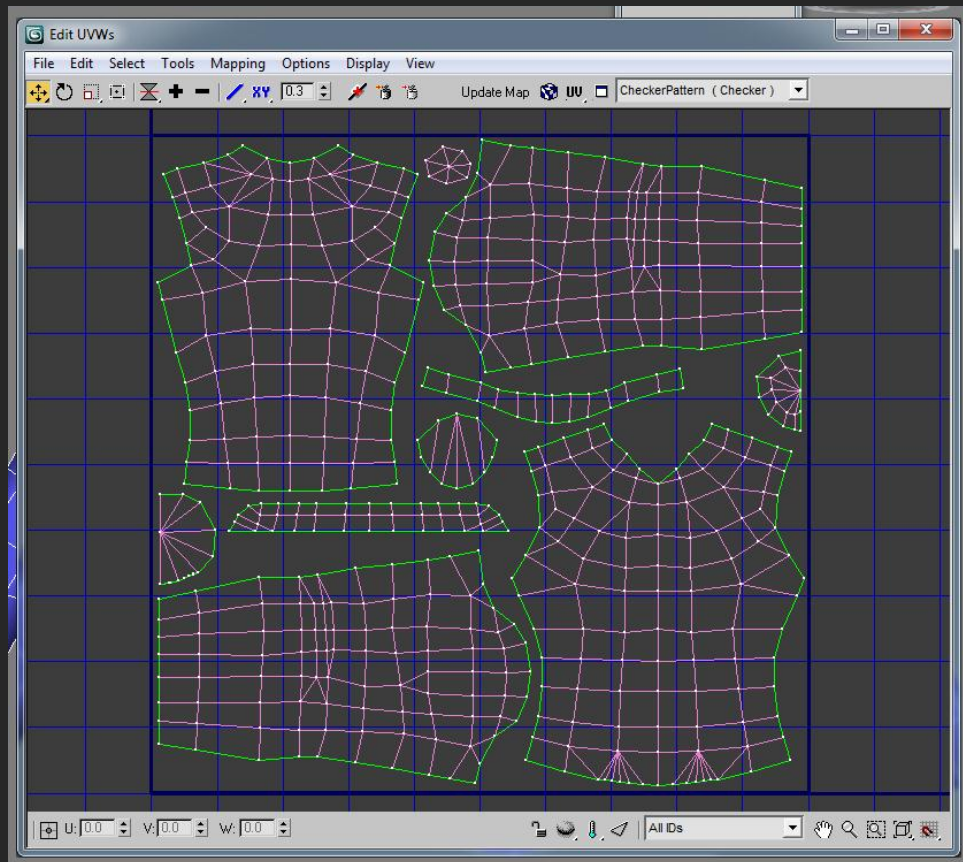 Edit UVWs
File Edit Select Tools Mapping Options Display View
XY 0.3 Update Map UV CheckerPattern ( Checker )
U: 0.0 V: 0.0 W: 0.0 All IDs